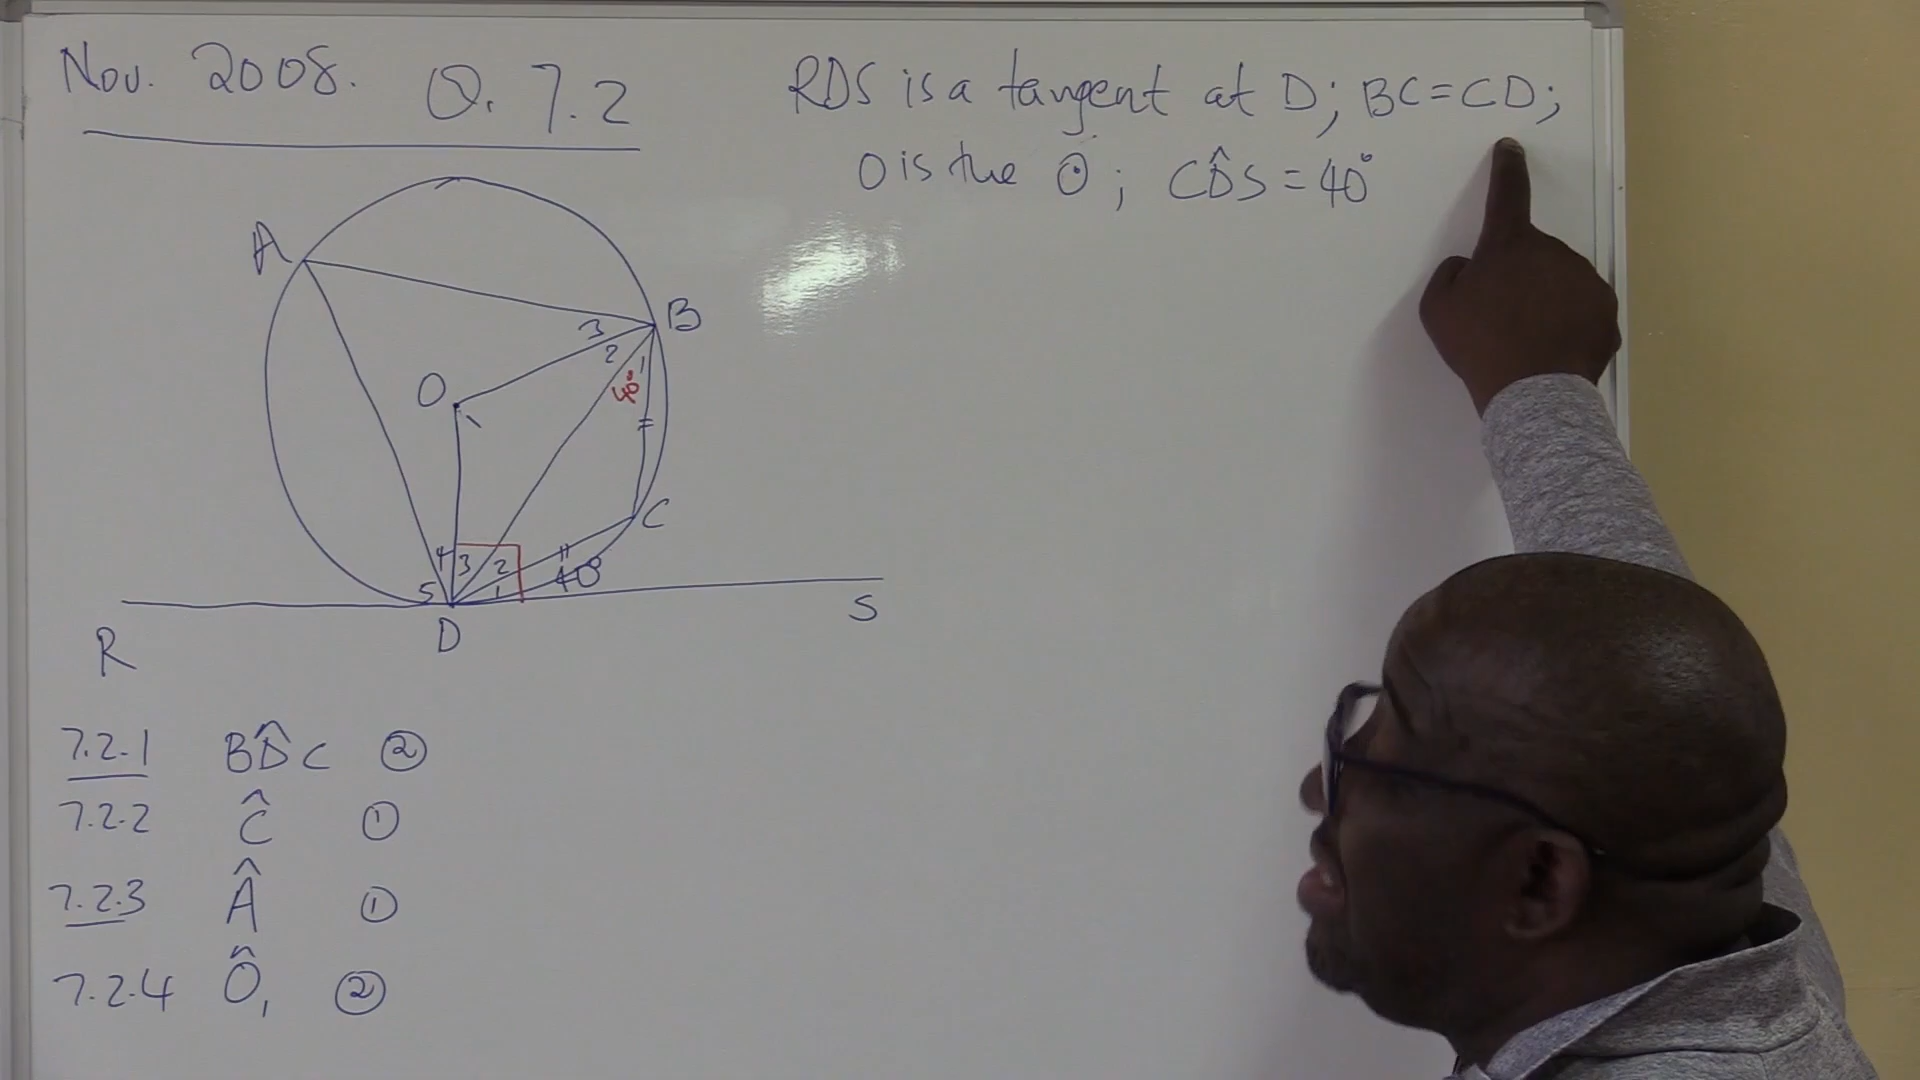 Nov. 2008. Q. 7.2
RDS is a tangent at D; BC = CD;
O is the ⊙; CD̂S = 40°
A
B
3
2
1
40°
O
1
C
4
3
2
40°
5
1
S
R
D
7.2.1 BD̂C ②
7.2.2 Ĉ ①
7.2.3 Â ①
7.2.4 Ô₁ ②